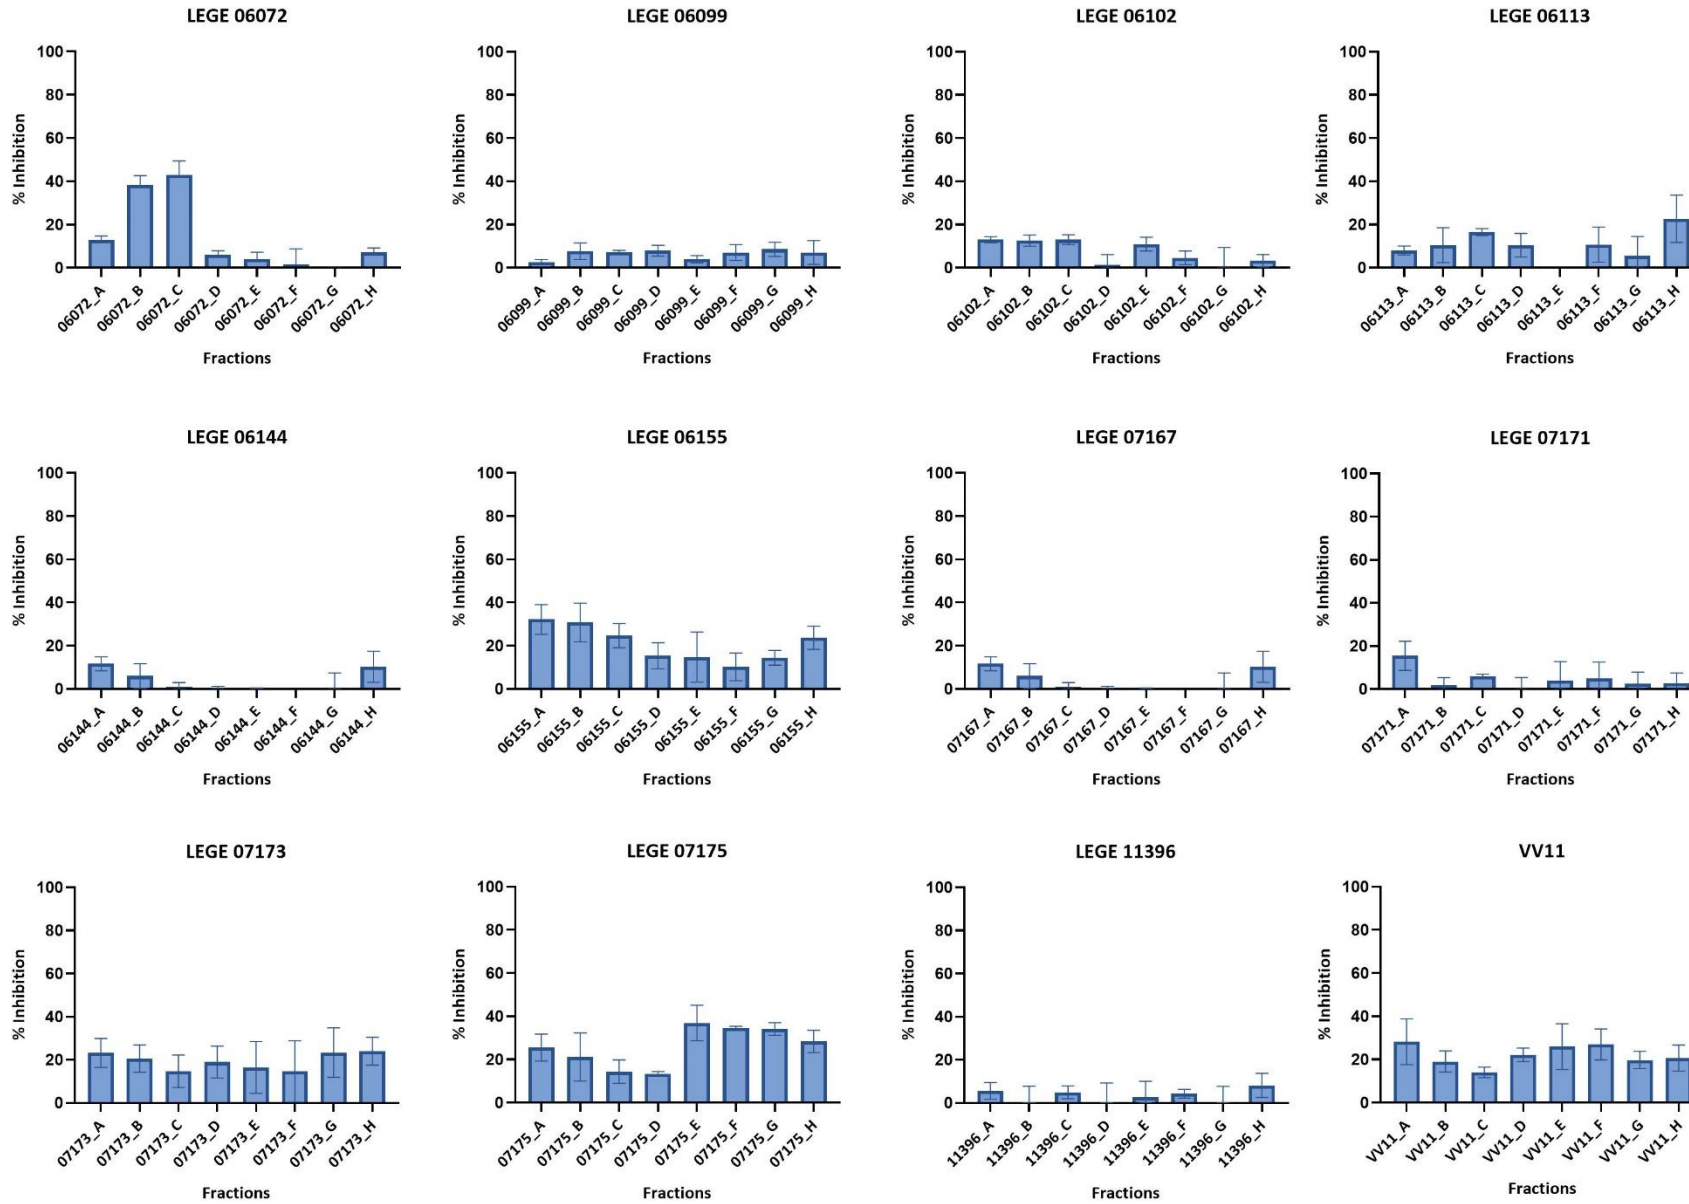 LEGE 06072
% Inhibition
100
80
60
40
20
0
06072_A
06072_B
06072_C
06072_D
06072_E
06072_F
06072_G
06072_H
Fractions
LEGE 06099
% Inhibition
100
80
60
40
20
0
06099_A
06099_B
06099_C
06099_D
06099_E
06099_F
06099_G
06099_H
Fractions
LEGE 06102
% Inhibition
100
80
60
40
20
0
06102_A
06102_B
06102_C
06102_D
06102_E
06102_F
06102_G
06102_H
Fractions
LEGE 06113
% Inhibition
100
80
60
40
20
0
06113_A
06113_B
06113_C
06113_D
06113_E
06113_F
06113_G
06113_H
Fractions
LEGE 06144
% Inhibition
100
80
60
40
20
0
06144_A
06144_B
06144_C
06144_D
06144_E
06144_F
06144_G
06144_H
Fractions
LEGE 06155
% Inhibition
100
80
60
40
20
0
06155_A
06155_B
06155_C
06155_D
06155_E
06155_F
06155_G
06155_H
Fractions
LEGE 07167
% Inhibition
100
80
60
40
20
0
07167_A
07167_B
07167_C
07167_D
07167_E
07167_F
07167_G
07167_H
Fractions
LEGE 07171
% Inhibition
100
80
60
40
20
0
07171_A
07171_B
07171_C
07171_D
07171_E
07171_F
07171_G
07171_H
Fractions
LEGE 07173
% Inhibition
100
80
60
40
20
0
07173_A
07173_B
07173_C
07173_D
07173_E
07173_F
07173_G
07173_H
Fractions
LEGE 07175
% Inhibition
100
80
60
40
20
0
07175_A
07175_B
07175_C
07175_D
07175_E
07175_F
07175_G
07175_H
Fractions
LEGE 11396
% Inhibition
100
80
60
40
20
0
11396_A
11396_B
11396_C
11396_D
11396_E
11396_F
11396_G
11396_H
Fractions
VV11
% Inhibition
100
80
60
40
20
0
VV11_A
VV11_B
VV11_C
VV11_D
VV11_E
VV11_F
VV11_G
VV11_H
Fractions